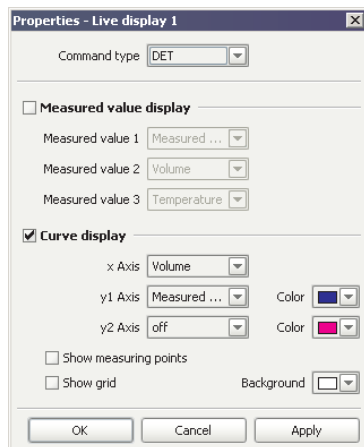 Properties - Live display 1
Command type DET
Measured value display
Measured value 1 Measured ...
Measured value 2 Volume
Measured value 3 Temperature
Curve display
x Axis Volume
y1 Axis Measured ... Color
y2 Axis off Color
Show measuring points
Show grid Background
OK Cancel Apply